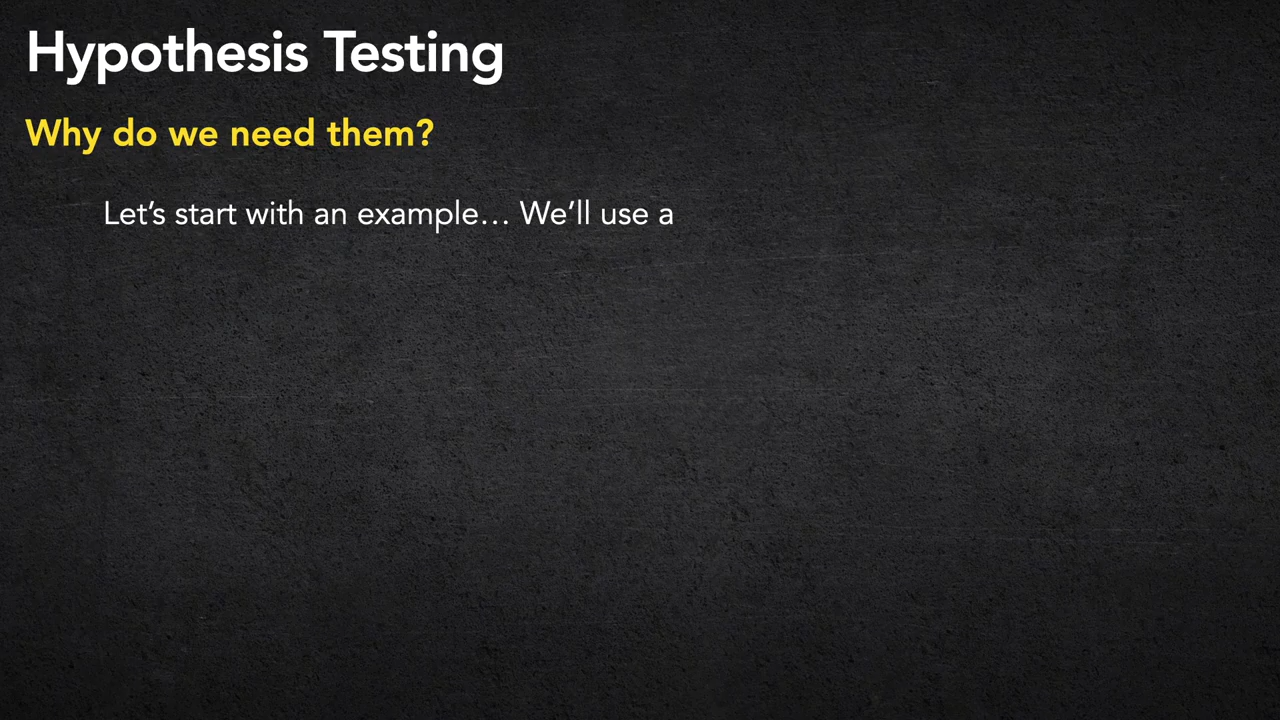 Hypothesis Testing
Why do we need them?
Let’s start with an example… We’ll use a